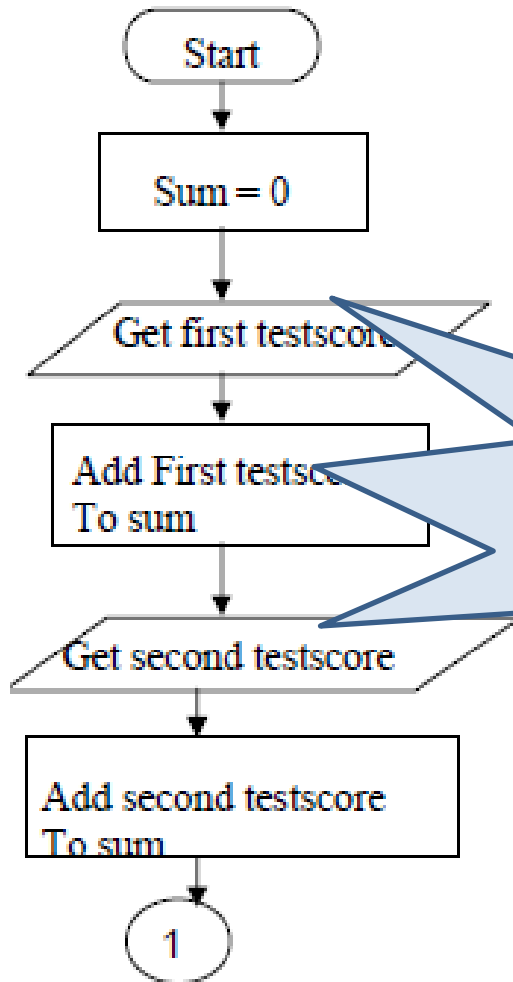 Start
Sum = 0
Get first testscore
Add First testscore
To sum
Get second testscore
Add second testscore
To sum
1